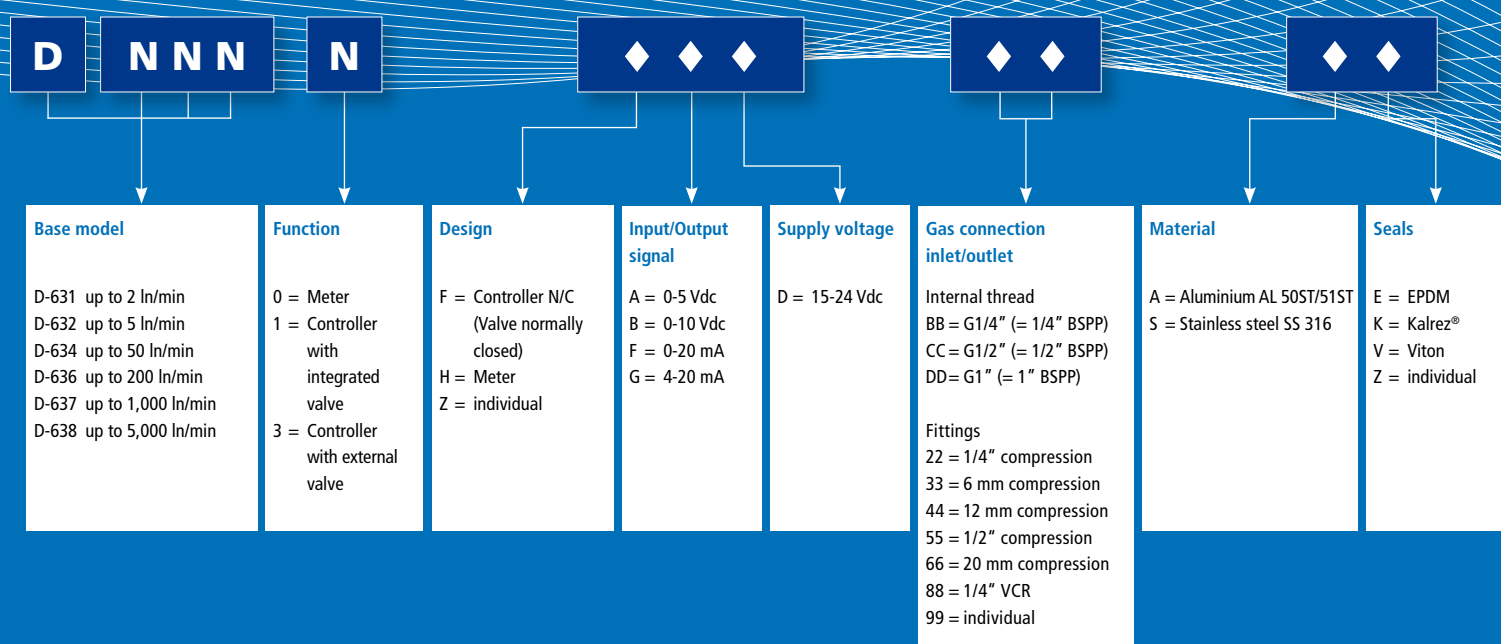 D NNN N ♦ ♦ ♦ ♦ ♦ ♦ ♦
Base model
D-631 up to 2 ln/min
D-632 up to 5 ln/min
D-634 up to 50 ln/min
D-636 up to 200 ln/min
D-637 up to 1,000 ln/min
D-638 up to 5,000 ln/min
Function
0 = Meter
1 = Controller
with
integrated
valve
3 = Controller
with external
valve
Design
F = Controller N/C
(Valve normally
closed)
H = Meter
Z = individual
Input/Output
signal
A = 0-5 Vdc
B = 0-10 Vdc
F = 0-20 mA
G = 4-20 mA
Supply voltage
D = 15-24 Vdc
Gas connection
inlet/outlet
Internal thread
BB = G1/4" (= 1/4" BSPP)
CC = G1/2" (= 1/2" BSPP)
DD= G1" (= 1" BSPP)
Fittings
22 = 1/4" compression
33 = 6 mm compression
44 = 12 mm compression
55 = 1/2" compression
66 = 20 mm compression
88 = 1/4" VCR
99 = individual
Material
A = Aluminium AL 50ST/51ST
S = Stainless steel SS 316
Seals
E = EPDM
K = Kalrez®
V = Viton
Z = individual